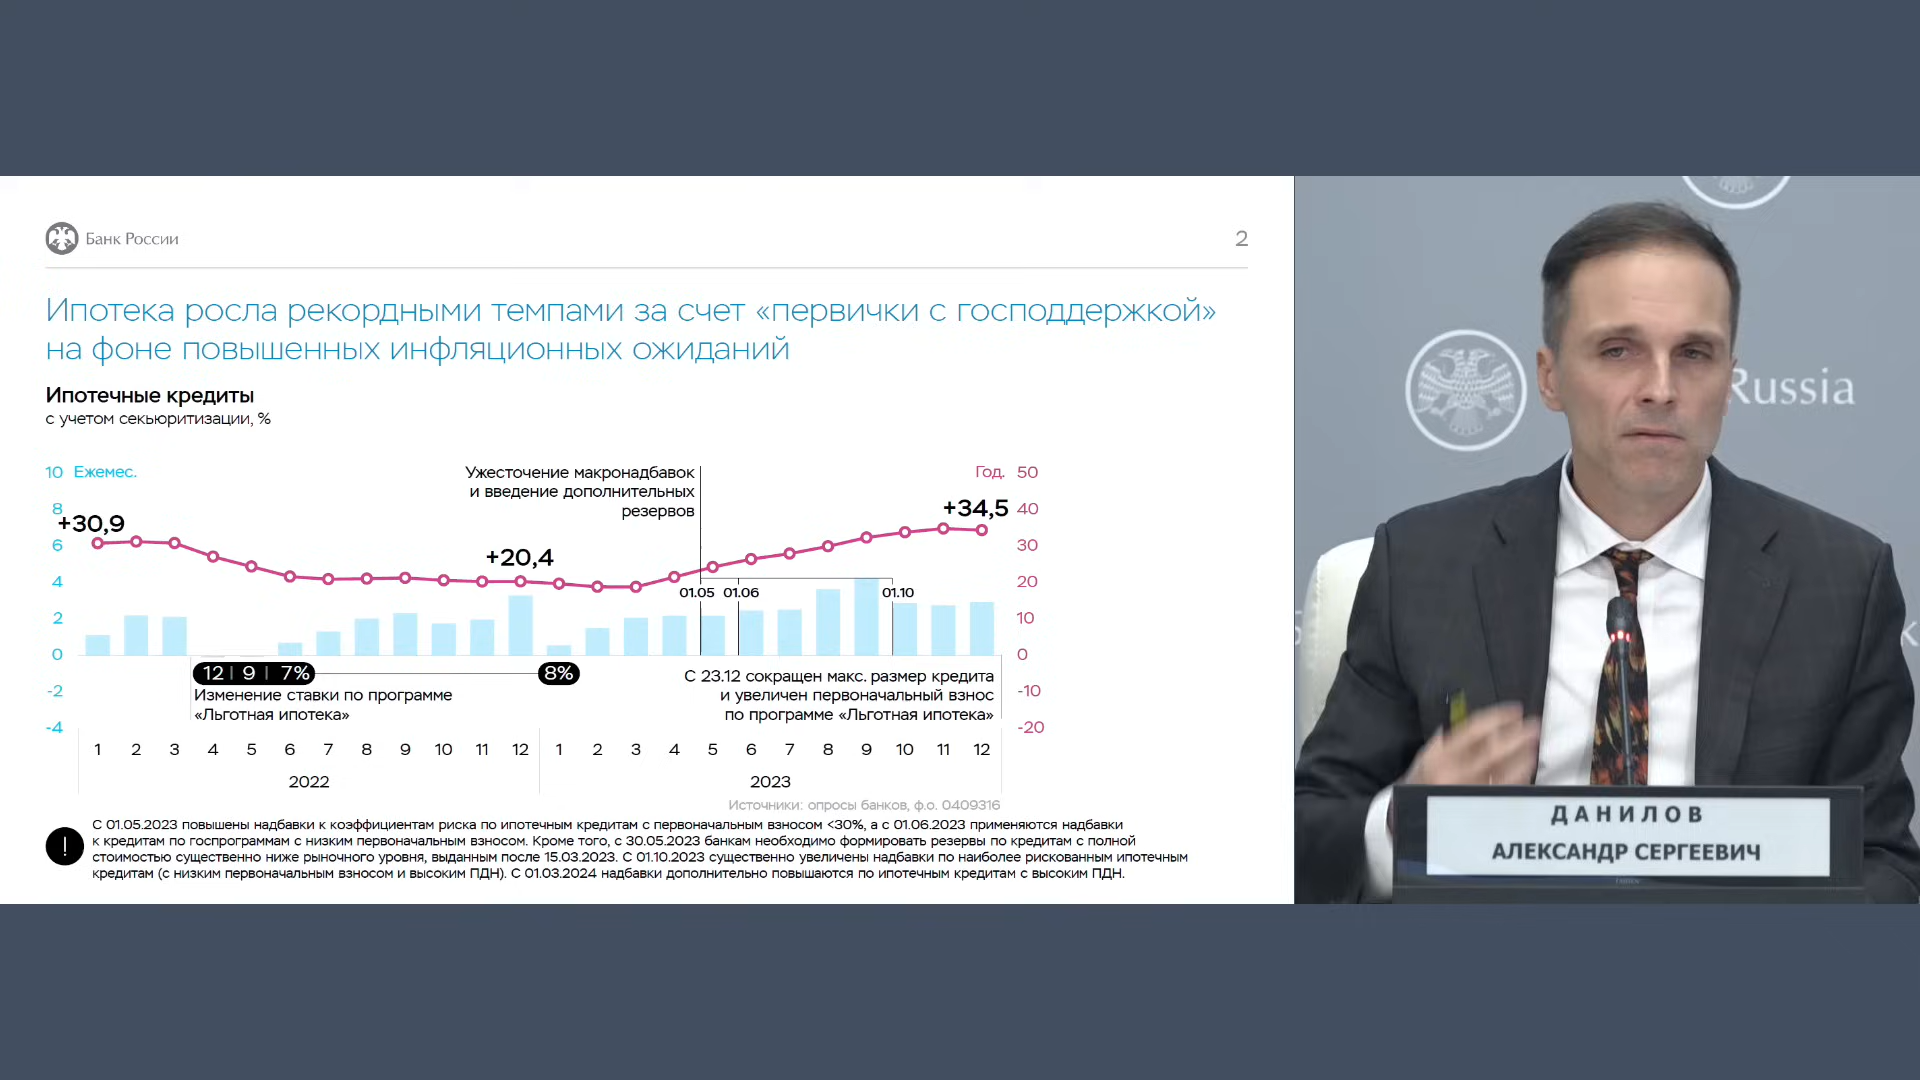 Банк России
2
Ипотека росла рекордными темпами за счет «первички с господдержкой»
на фоне повышенных инфляционных ожиданий
Ипотечные кредиты
с учетом секьюритизации, %
10 Ежемес.
8
6
4
2
0
-2
-4
Год. 50
40
30
20
10
0
-10
-20
+30,9
+20,4
+34,5
Ужесточение макронадбавок
и введение дополнительных
резервов
01.05 01.06 01.10
12 | 9 | 7%
8%
Изменение ставки по программе
«Льготная ипотека»
С 23.12 сокращен макс. размер кредита
и увеличен первоначальный взнос
по программе «Льготная ипотека»
1 2 3 4 5 6 7 8 9 10 11 12 1 2 3 4 5 6 7 8 9 10 11 12
2022 2023
Источники: опросы банков, ф.о. 0409316
!
С 01.05.2023 повышены надбавки к коэффициентам риска по ипотечным кредитам с первоначальным взносом <30%, а с 01.06.2023 применяются надбавки
к кредитам по госпрограммам с низким первоначальным взносом. Кроме того, с 30.05.2023 банкам необходимо формировать резервы по кредитам с полной
стоимостью существенно ниже рыночного уровня, выданным после 15.03.2023. С 01.10.2023 существенно увеличены надбавки по наиболее рискованным ипотечным
кредитам (с низким первоначальным взносом и высоким ПДН). С 01.03.2024 надбавки дополнительно повышаются по ипотечным кредитам с высоким ПДН.
Russia
ДАНИЛОВ
АЛЕКСАНДР СЕРГЕЕВИЧ